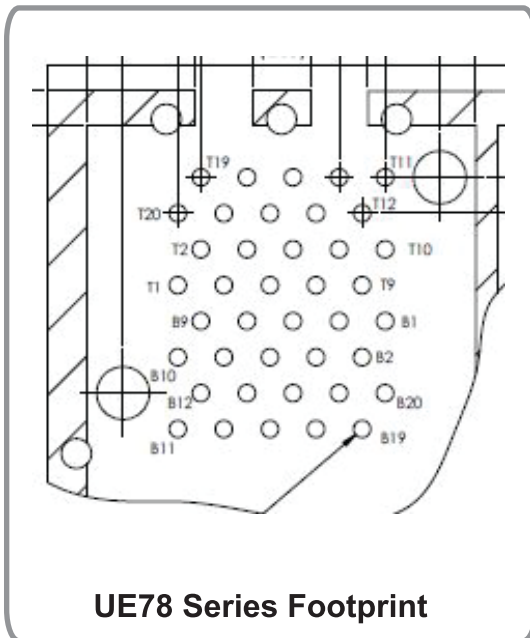 T19
T11
T20
T12
T2
T10
T1
T9
B9
B1
B2
B10
B12
B20
B11
B19
UE78 Series Footprint